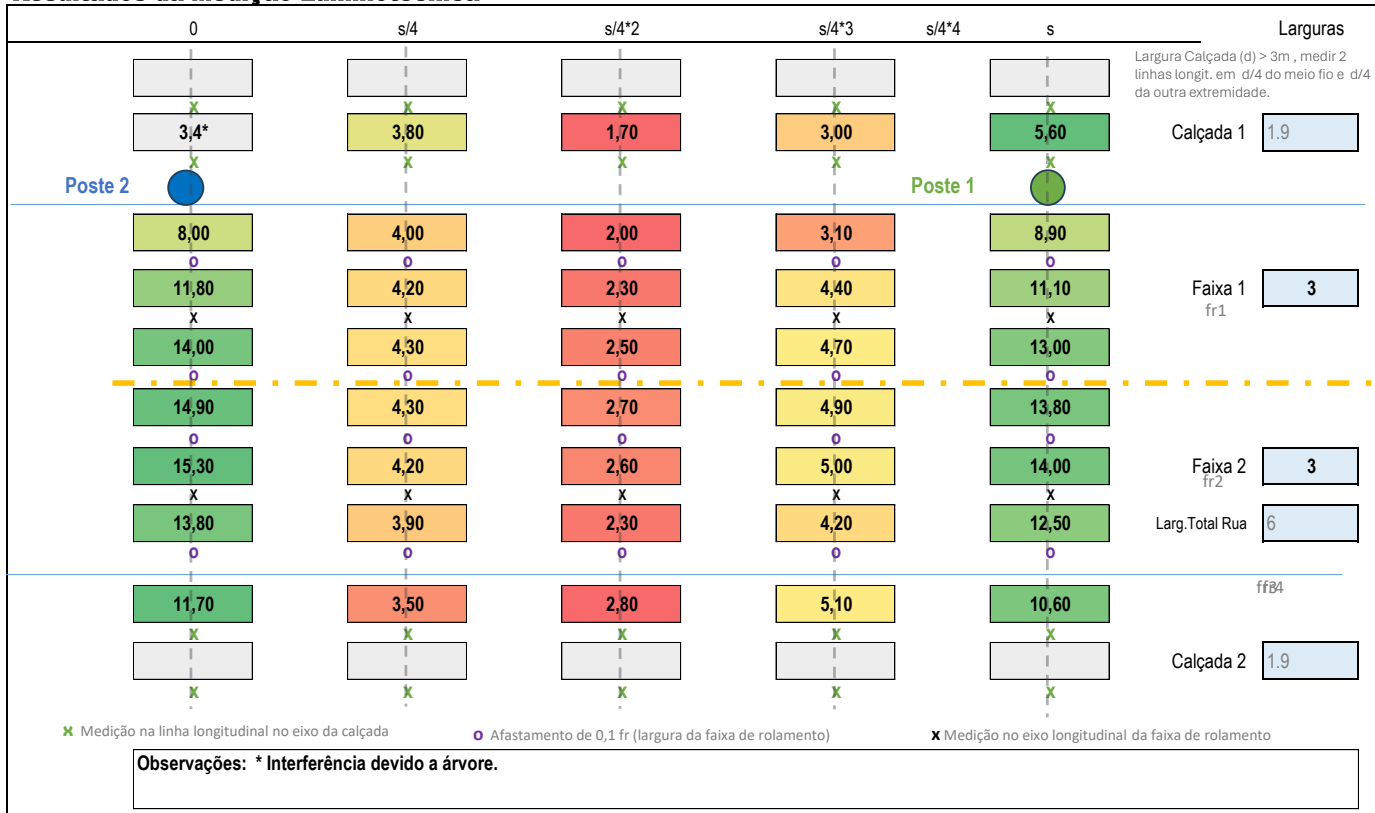 0 s/4 s/4*2 s/4*3 s/4*4 s Larguras
Largura Calçada (d) > 3m , medir 2
linhas longit. em d/4 do meio fio e d/4
da outra extremidade.
x x x x x
3,4* 3,80 1,70 3,00 5,60 Calçada 1 1.9
x x x x x
Poste 2 Poste 1
8,00 4,00 2,00 3,10 8,90
o o o o o
11,80 4,20 2,30 4,40 11,10 Faixa 1 3
fr1
x x x x x
14,00 4,30 2,50 4,70 13,00
o o o o o
14,90 4,30 2,70 4,90 13,80
o o o o o
15,30 4,20 2,60 5,00 14,00 Faixa 2 3
fr2
x x x x x
13,80 3,90 2,30 4,20 12,50 Larg.Total Rua 6
o o o o o
11,70 3,50 2,80 5,10 10,60
x x x x x
Calçada 2 1.9
x x x x x
x Medição na linha longitudinal no eixo da calçada o Afastamento de 0,1 fr (largura da faixa de rolamento) x Medição no eixo longitudinal da faixa de rolamento
Observações: * Interferência devido a árvore.